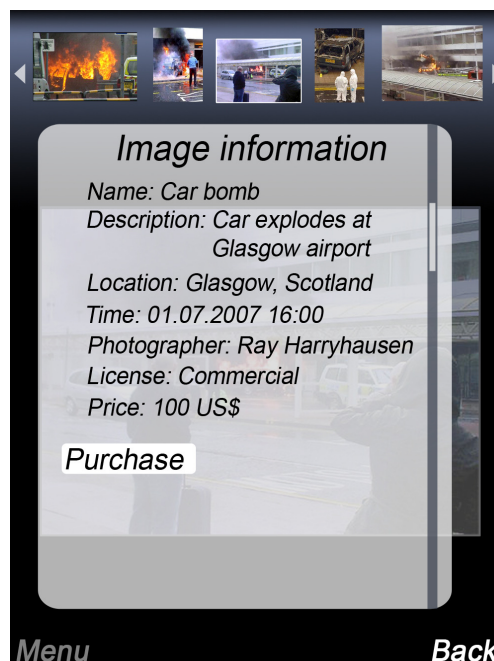 Image information
Name: Car bomb
Description: Car explodes at
Glasgow airport
Location: Glasgow, Scotland
Time: 01.07.2007 16:00
Photographer: Ray Harryhausen
License: Commercial
Price: 100 US$
Purchase
Menu
Back